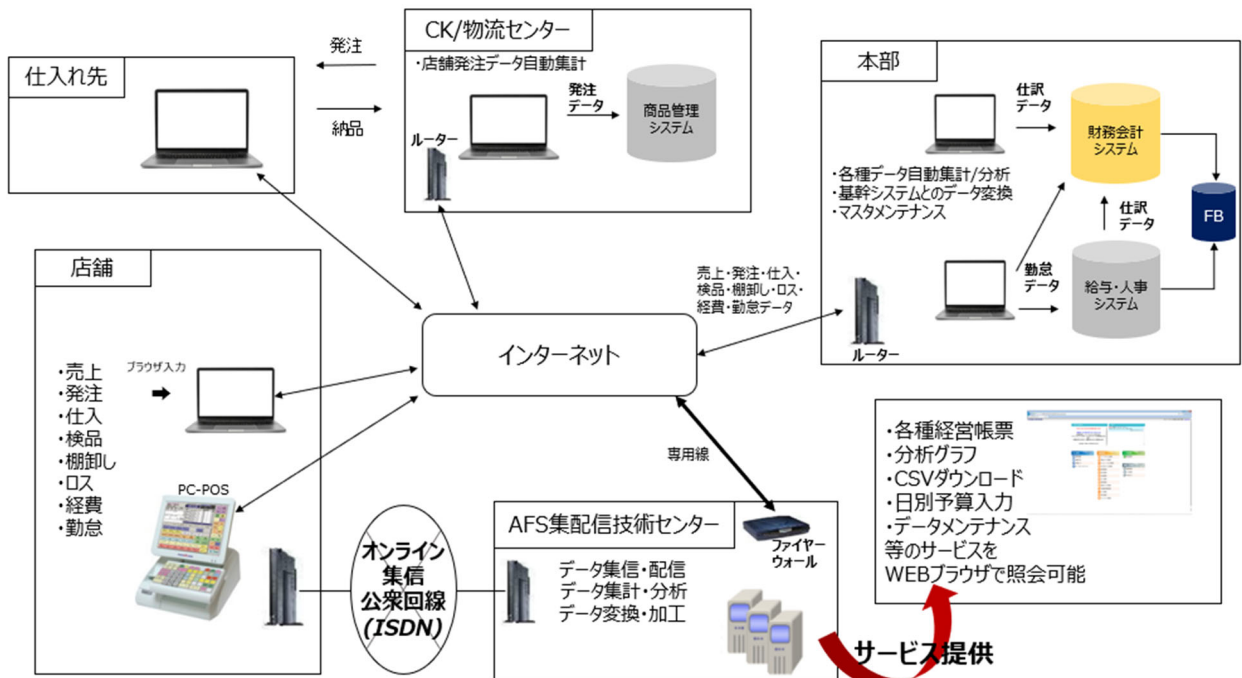 仕入れ先
発注
納品
CK/物流センター
・店舗発注データ自動集計
発注
データ
商品管理
システム
ルーター
本部
仕訳
データ
財務会計
システム
・各種データ自動集計/分析
・基幹システムとのデータ変換
・マスタメンテナンス
仕訳
データ
FB
勤怠
データ
給与・人事
システム
ルーター
売上・発注・仕入・
検品・棚卸し・ロス・
経費・勤怠データ
インターネット
店舗
・売上
・発注
・仕入
・検品
・棚卸し
・ロス
・経費
・勤怠
ブラウザ入力
PC-POS
オンライン
集信
公衆回線
(ISDN)
専用線
AFS集配信技術センター
データ集信・配信
データ集計・分析
データ変換・加工
ファイヤー
ウォール
・各種経営帳票
・分析グラフ
・CSVダウンロード
・日別予算入力
・データメンテナンス
等のサービスを
WEBブラウザで照会可能
サービス提供